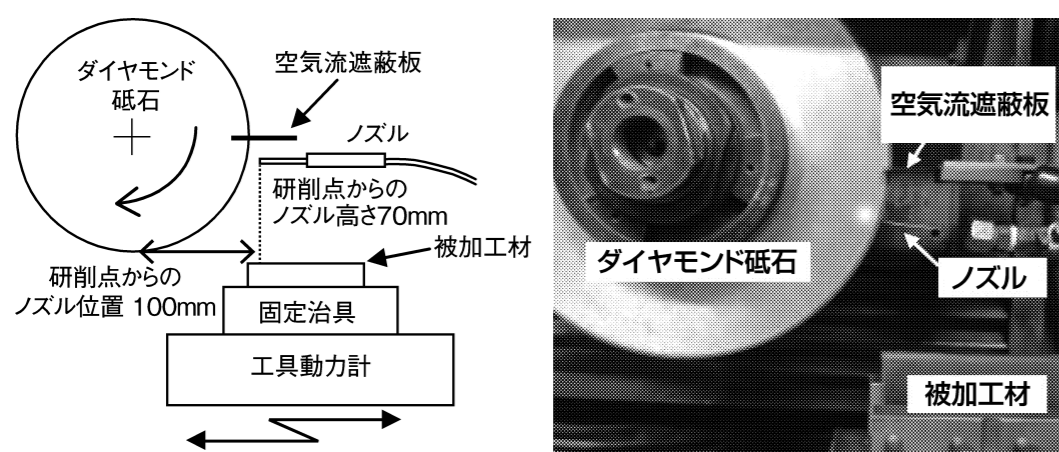 ダイヤモンド
砥石
空気流遮蔽板
ノズル
研削点からの
ノズル高さ70mm
被加工材
研削点からの
ノズル位置 100mm
固定治具
工具動力計
空気流遮蔽板
ダイヤモンド砥石
ノズル
被加工材